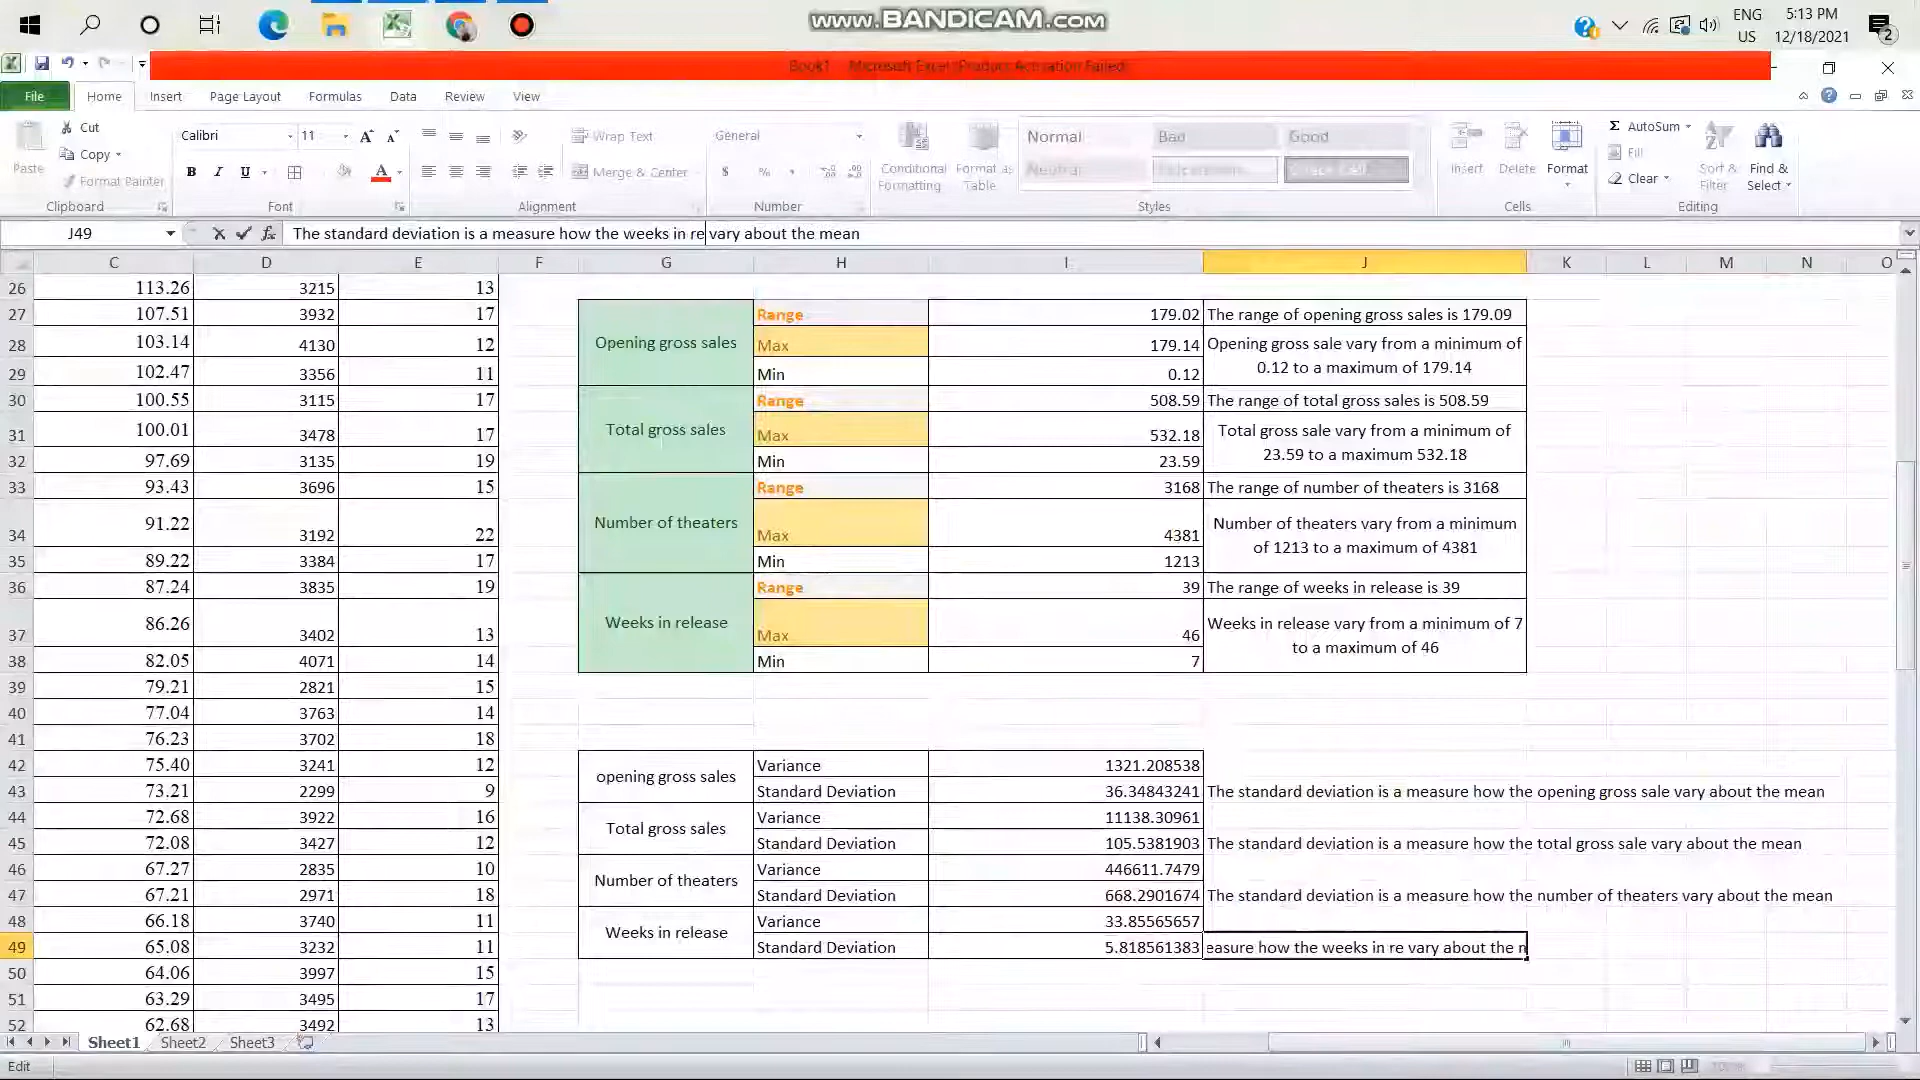 www.BANDICAM.com
ENG
US
5:13 PM
12/18/2021
2
Book1 - Microsoft Excel (Product Activation Failed)
File Home Insert Page Layout Formulas Data Review View
Paste
Cut
Copy
Format Painter
Clipboard
Calibri 11
B I U
Font
Wrap Text
Merge & Center
Alignment
General
$ % ,
Number
Conditional
Formatting
Format as
Table
Normal Bad Good
Neutral Calculation Check Cell
Styles
Insert Delete Format
Cells
Σ AutoSum
Fill
Clear
Sort &
Filter
Find &
Select
Editing
J49 fx The standard deviation is a measure how the weeks in re vary about the mean
C D E F G H I J K L M N O
26 113.26 3215 13
27 107.51 3932 17 Range 179.02 The range of opening gross sales is 179.09
28 103.14 4130 12 Opening gross sales Max 179.14 Opening gross sale vary from a minimum of
0.12 to a maximum of 179.14
29 102.47 3356 11 Min 0.12
30 100.55 3115 17 Range 508.59 The range of total gross sales is 508.59
31 100.01 3478 17 Total gross sales Max 532.18 Total gross sale vary from a minimum of
23.59 to a maximum 532.18
32 97.69 3135 19 Min 23.59
33 93.43 3696 15 Range 3168 The range of number of theaters is 3168
34 91.22 3192 22 Number of theaters Max 4381 Number of theaters vary from a minimum
of 1213 to a maximum of 4381
35 89.22 3384 17 Min 1213
36 87.24 3835 19 Range 39 The range of weeks in release is 39
37 86.26 3402 13 Weeks in release Max 46 Weeks in release vary from a minimum of 7
to a maximum of 46
38 82.05 4071 14 Min 7
39 79.21 2821 15
40 77.04 3763 14
41 76.23 3702 18
42 75.40 3241 12 opening gross sales Variance 1321.208538
43 73.21 2299 9 Standard Deviation 36.34843241 The standard deviation is a measure how the opening gross sale vary about the mean
44 72.68 3922 16 Total gross sales Variance 11138.30961
45 72.08 3427 12 Standard Deviation 105.5381903 The standard deviation is a measure how the total gross sale vary about the mean
46 67.27 2835 10 Number of theaters Variance 446611.7479
47 67.21 2971 18 Standard Deviation 668.2901674 The standard deviation is a measure how the number of theaters vary about the mean
48 66.18 3740 11 Weeks in release Variance 33.85565657
49 65.08 3232 11 Standard Deviation 5.818561383 easure how the weeks in re vary about the
50 64.06 3997 15
51 63.29 3495 17
52 62.68 3492 13
Sheet1 Sheet2 Sheet3
Edit